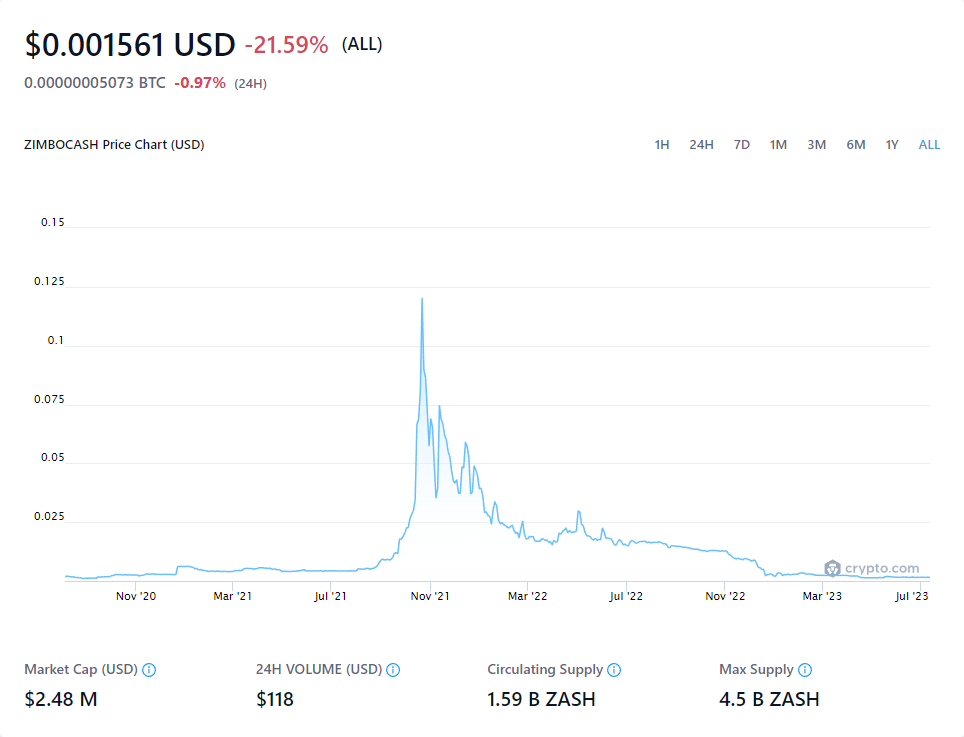 $0.001561 USD -21.59% (ALL)
0.00000005073 BTC -0.97% (24H)
ZIMBOCASH Price Chart (USD) 1H 24H 7D 1M 3M 6M 1Y ALL
0.15
0.125
0.1
0.075
0.05
0.025
crypto.com
Nov '20 Mar '21 Jul '21 Nov '21 Mar '22 Jul '22 Nov '22 Mar '23 Jul '23
Market Cap (USD) 24H VOLUME (USD) Circulating Supply Max Supply
$2.48 M $118 1.59 B ZASH 4.5 B ZASH